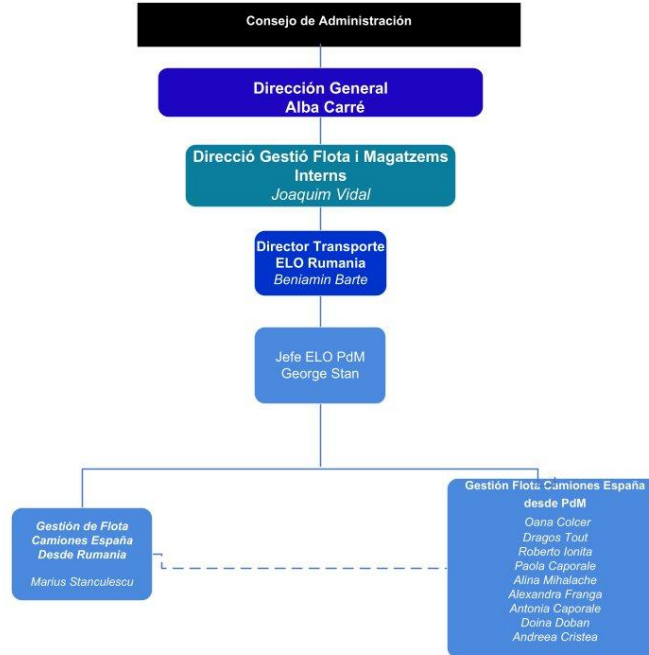 Consejo de Administración
Dirección General
Alba Carré
Direcció Gestió Flota i Magatzems
Interns
Joaquim Vidal
Director Transporte
ELO Rumania
Beniamin Barte
Jefe ELO PdM
George Stan
Gestión de Flota
Camiones España
Desde Rumania
Marius Stanculescu
Gestión Flota Camiones España
desde PdM
Oana Colcer
Dragos Tout
Roberto Ionita
Paola Caporale
Alina Mihalache
Alexandra Franga
Antonia Caporale
Doina Doban
Andreea Cristea